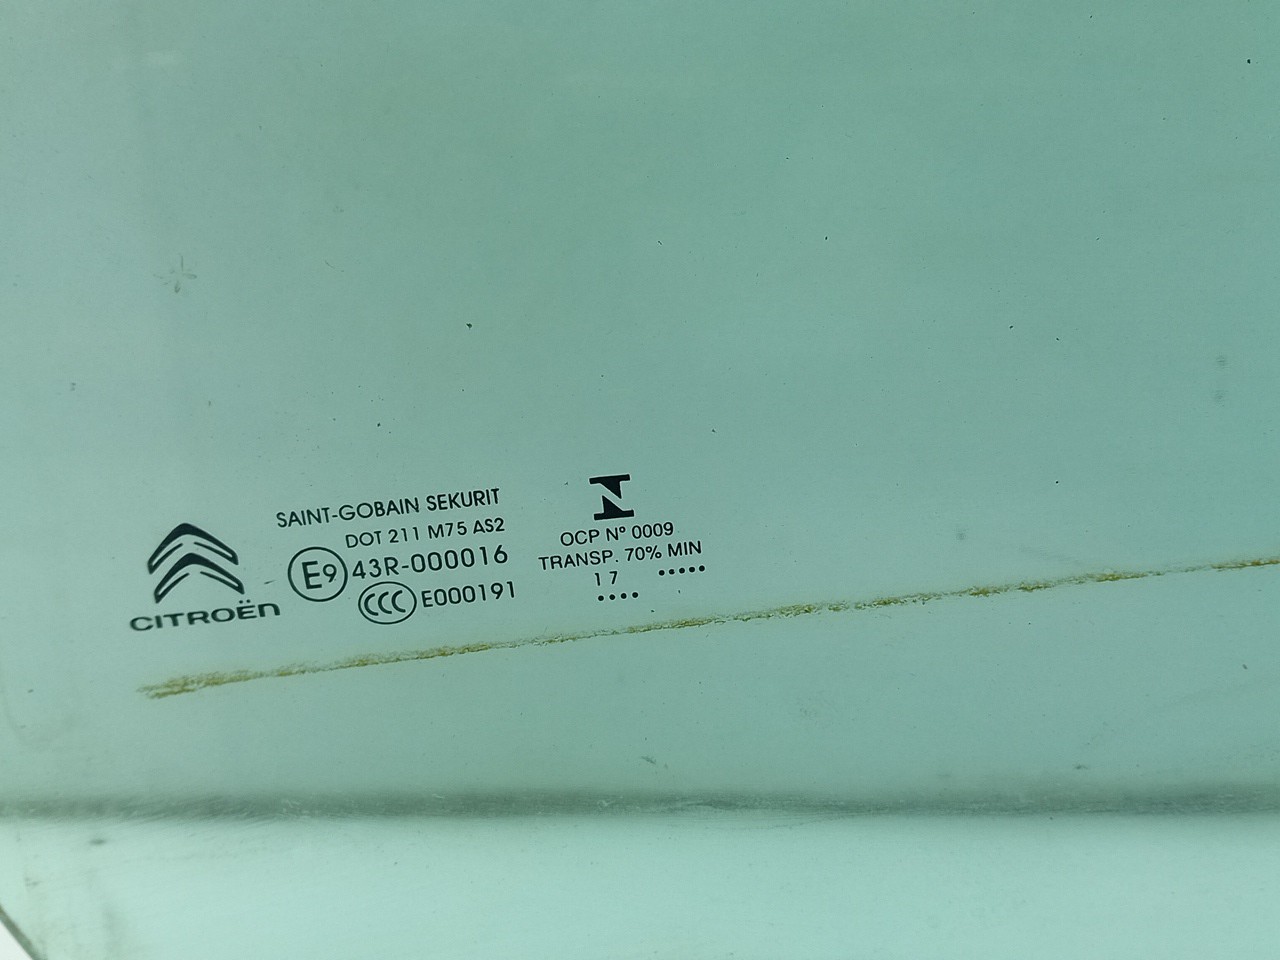 CITROËN
SAINT-GOBAIN SEKURIT
DOT 211 M75 AS2
E9 43R-000016
CCC E000191
OCP Nº 0009
TRANSP. 70% MIN
17 .....
....